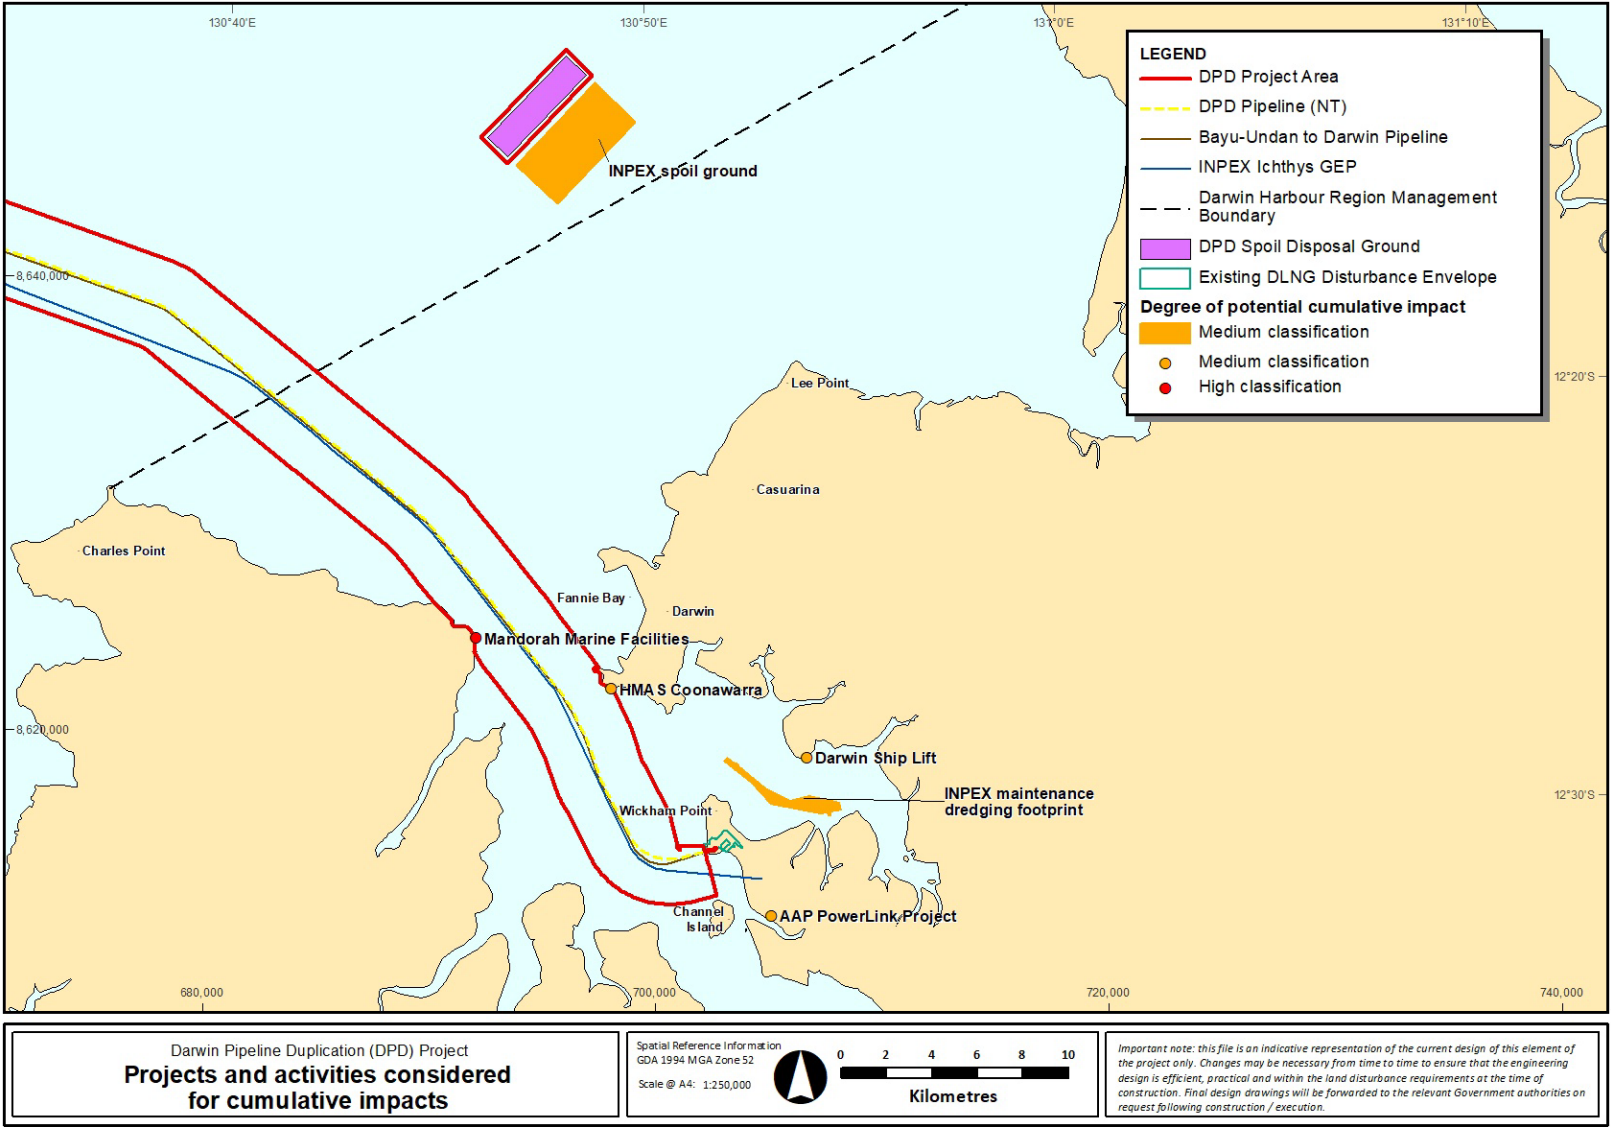 130°40'E
130°50'E
131°0'E
131°10'E
LEGEND
DPD Project Area
DPD Pipeline (NT)
Bayu-Undan to Darwin Pipeline
INPEX Ichthys GEP
Darwin Harbour Region Management
Boundary
DPD Spoil Disposal Ground
Existing DLNG Disturbance Envelope
Degree of potential cumulative impact
Medium classification
Medium classification
High classification
INPEX spoil ground
8,640,000
12°20'S
Lee Point
Casuarina
Charles Point
Fannie Bay
Darwin
Mandorah Marine Facilities
HMAS Coonawarra
8,620,000
Darwin Ship Lift
INPEX maintenance
dredging footprint
12°30'S
Wickham Point
Channel
Island
AAP PowerLink Project
680,000
700,000
720,000
740,000
Darwin Pipeline Duplication (DPD) Project
Projects and activities considered
for cumulative impacts
Spatial Reference Information
GDA 1994 MGA Zone 52
Scale @ A4: 1:250,000
0 2 4 6 8 10
Kilometres
Important note: this file is an indicative representation of the current design of this element of
the project only. Changes may be necessary from time to time to ensure that the engineering
design is efficient, practical and within the land disturbance requirements at the time of
construction. Final design drawings will be forwarded to the relevant Government authorities on
request following construction / execution.